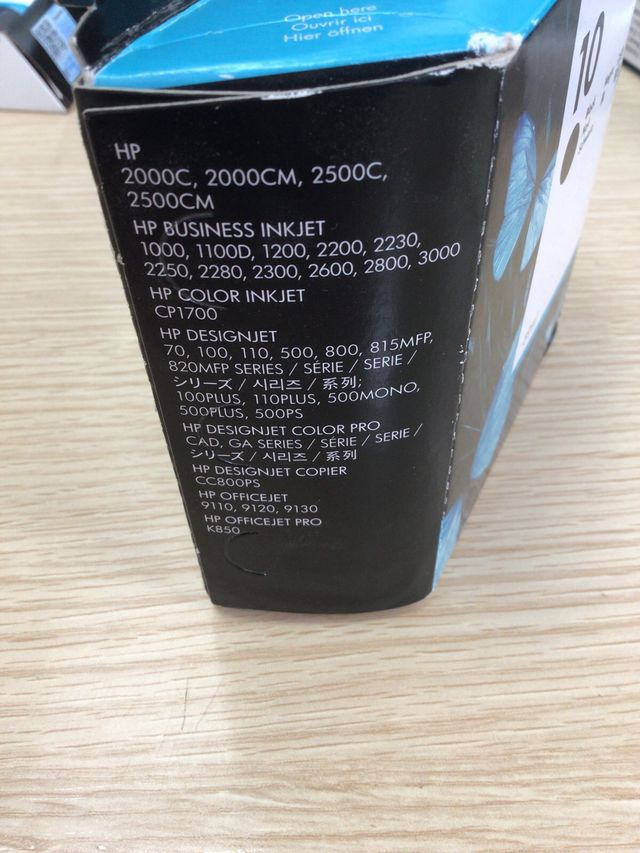 Open here
Ouvrir ici
Hier öffnen
10
HP
2000C, 2000CM, 2500C,
2500CM
HP BUSINESS INKJET
1000, 1100D, 1200, 2200, 2230,
2250, 2280, 2300, 2600, 2800, 3000
HP COLOR INKJET
CP1700
HP DESIGNJET
70, 100, 110, 500, 800, 815MFP,
820MFP SERIES / SÉRIE / SERIE /
シリーズ / 시리즈 / 系列;
100PLUS, 110PLUS, 500MONO,
500PLUS, 500PS
HP DESIGNJET COLOR PRO
CAD, GA SERIES / SÉRIE / SERIE /
シリーズ / 시리즈 / 系列
HP DESIGNJET COPIER
CC800PS
HP OFFICEJET
9110, 9120, 9130
HP OFFICEJET PRO
K850